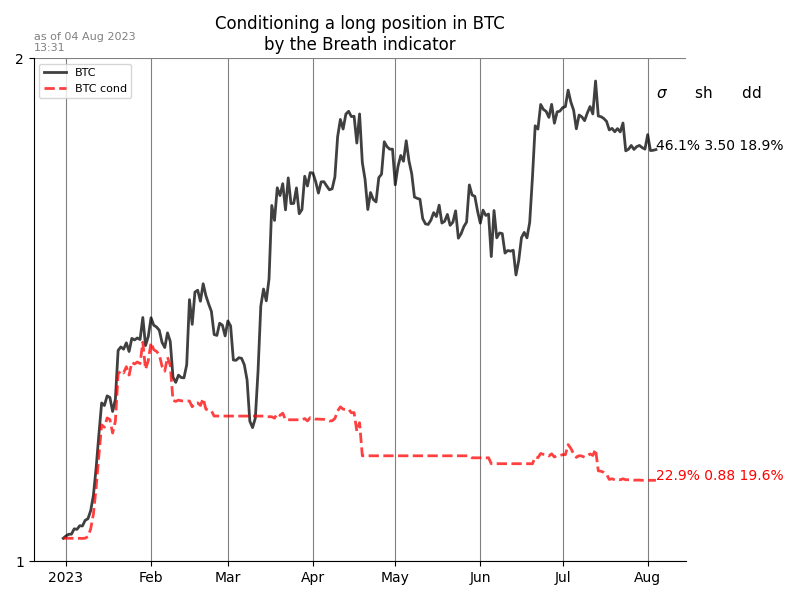 Conditioning a long position in BTC
by the Breath indicator
as of 04 Aug 2023
13:31
2
BTC
BTC cond
σ sh dd
46.1% 3.50 18.9%
22.9% 0.88 19.6%
1
2023 Feb Mar Apr May Jun Jul Aug